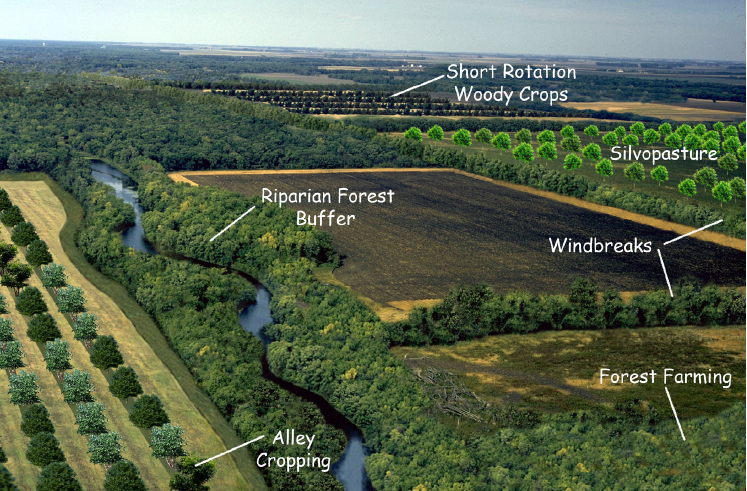 Short Rotation
Woody Crops
Silvopasture
Riparian Forest
Buffer
Windbreaks
Forest Farming
Alley
Cropping